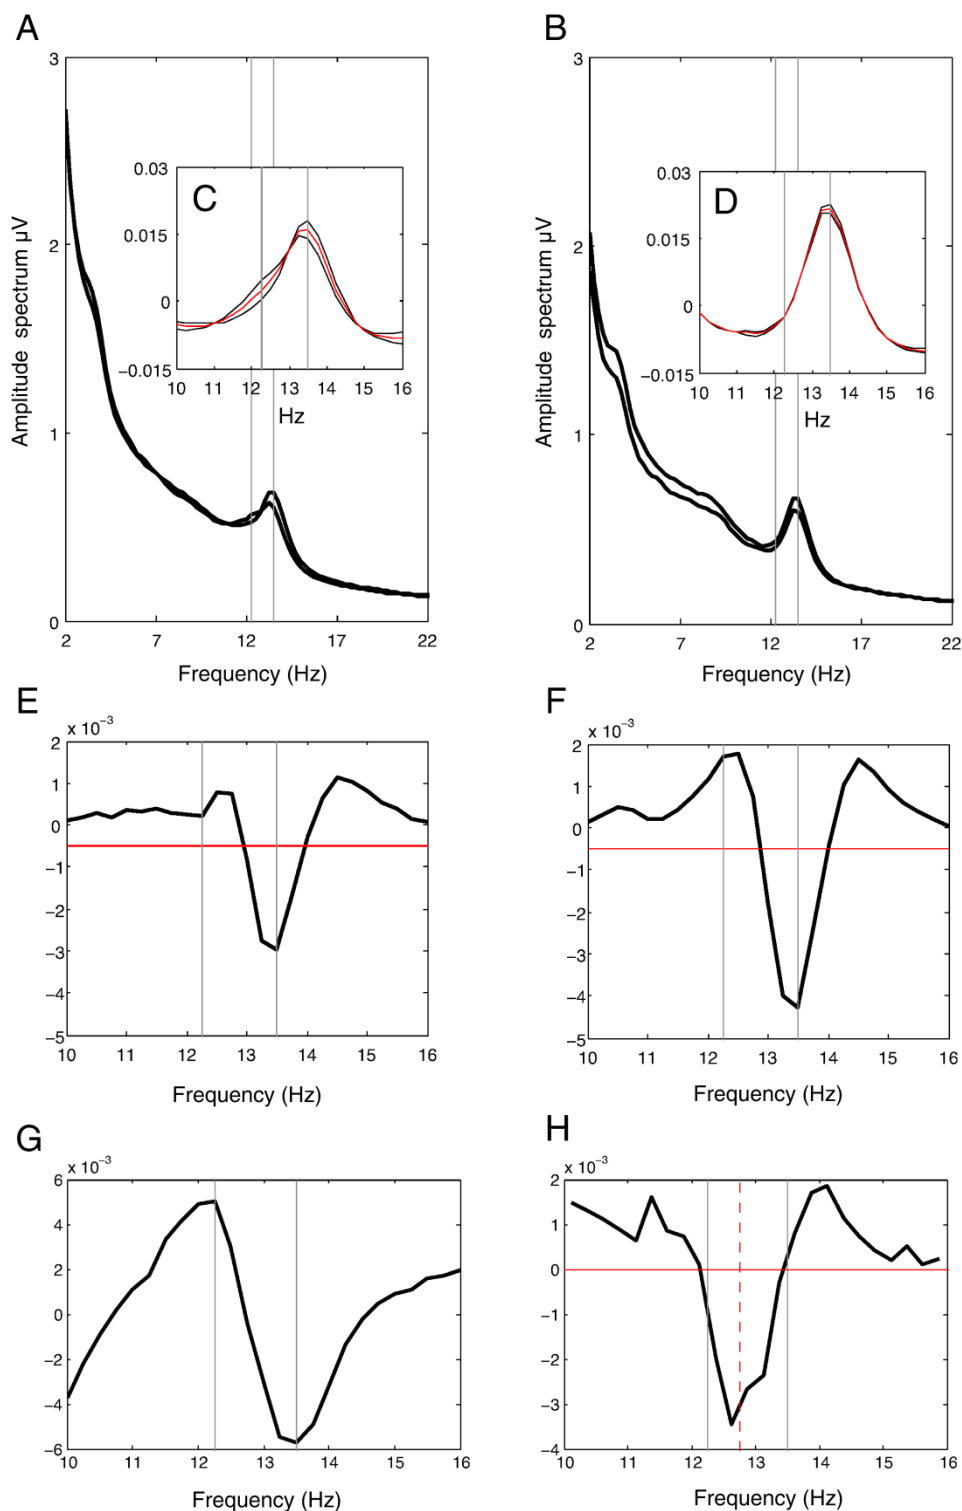 A
B
3
2
1
0
2 7 12 17 22
Amplitude spectrum µV
Frequency (Hz)
C
0.03
0.015
0
−0.015
10 11 12 13 14 15 16
Hz
3
2
1
0
2 7 12 17 22
Amplitude spectrum µV
Frequency (Hz)
D
0.03
0.015
0
−0.015
10 11 12 13 14 15 16
Hz
E
x 10⁻³
2
1
0
−1
−2
−3
−4
−5
10 11 12 13 14 15 16
Frequency (Hz)
F
x 10⁻³
2
1
0
−1
−2
−3
−4
−5
10 11 12 13 14 15 16
Frequency (Hz)
G
x 10⁻³
6
4
2
0
−2
−4
−6
10 11 12 13 14 15 16
Frequency (Hz)
H
x 10⁻³
2
1
0
−1
−2
−3
−4
10 11 12 13 14 15 16
Frequency (Hz)